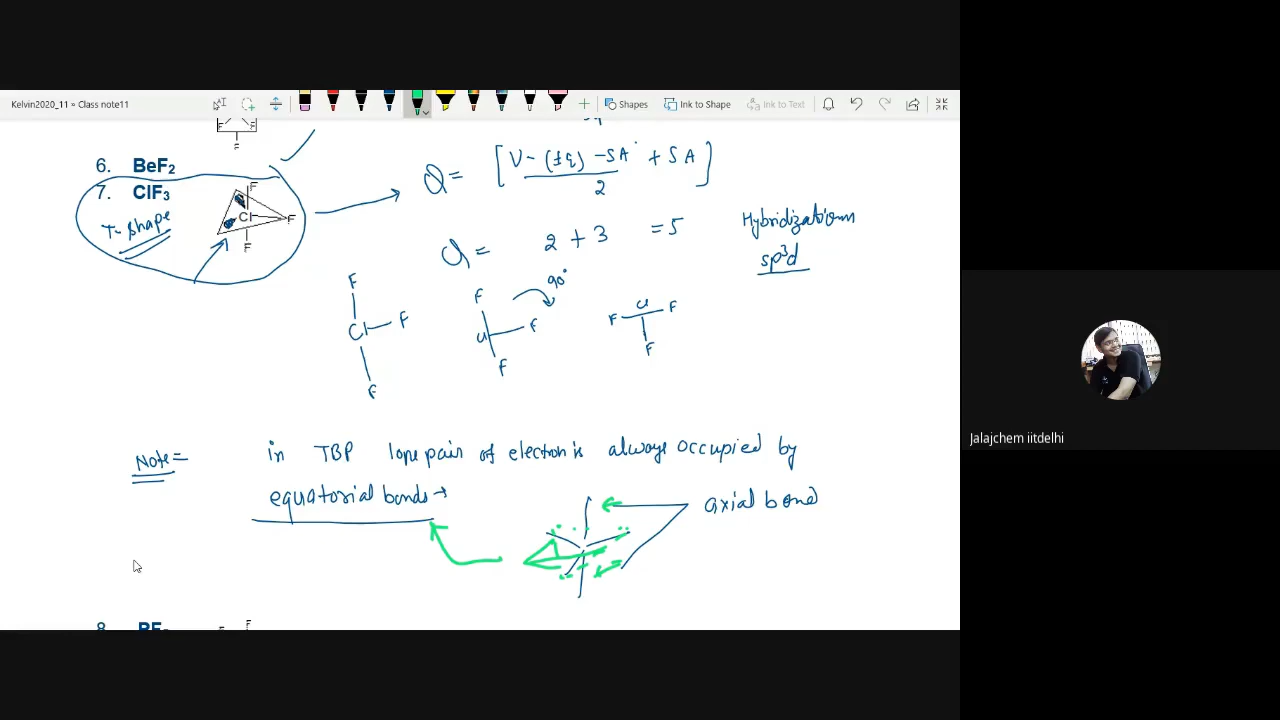 Kelvin2020_11 » Class note11
Shapes
Ink to Shape
Ink to Text
F
F
F
6. BeF2
7. ClF3
T-shape
F
Cl
F
F
Q = [V - (±q) - SA + SA]
2
Q = 2 + 3 = 5
Hybridization
sp3d
F
Cl
F
F
F
90°
Cl
F
F
Cl
F
F
F
Note =
in TBP lone pair of electron is always occupied by
equatorial bonds →
axial bond
8. BF
F
F
Jalajchem iitdelhi